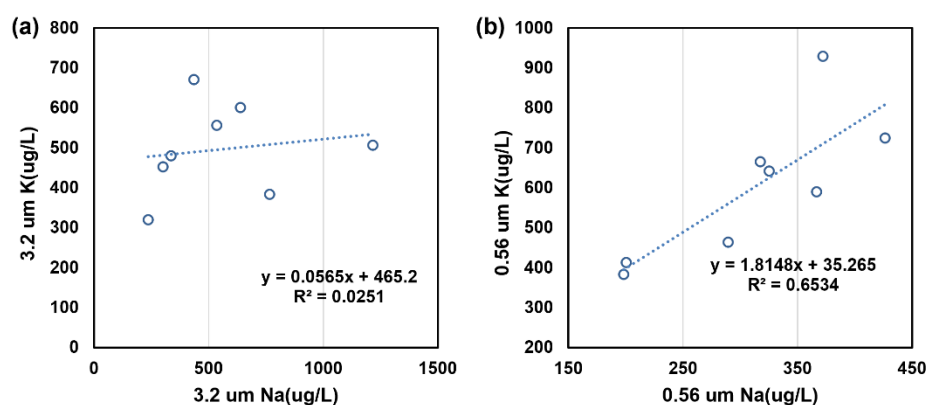 (a)
800
700
600
500
400
300
200
100
0
3.2 um K(ug/L)
y = 0.0565x + 465.2
R² = 0.0251
0 500 1000 1500
3.2 um Na(ug/L)
(b)
1000
900
800
700
600
500
400
300
200
0.56 um K(ug/L)
y = 1.8148x + 35.265
R² = 0.6534
150 250 350 450
0.56 um Na(ug/L)